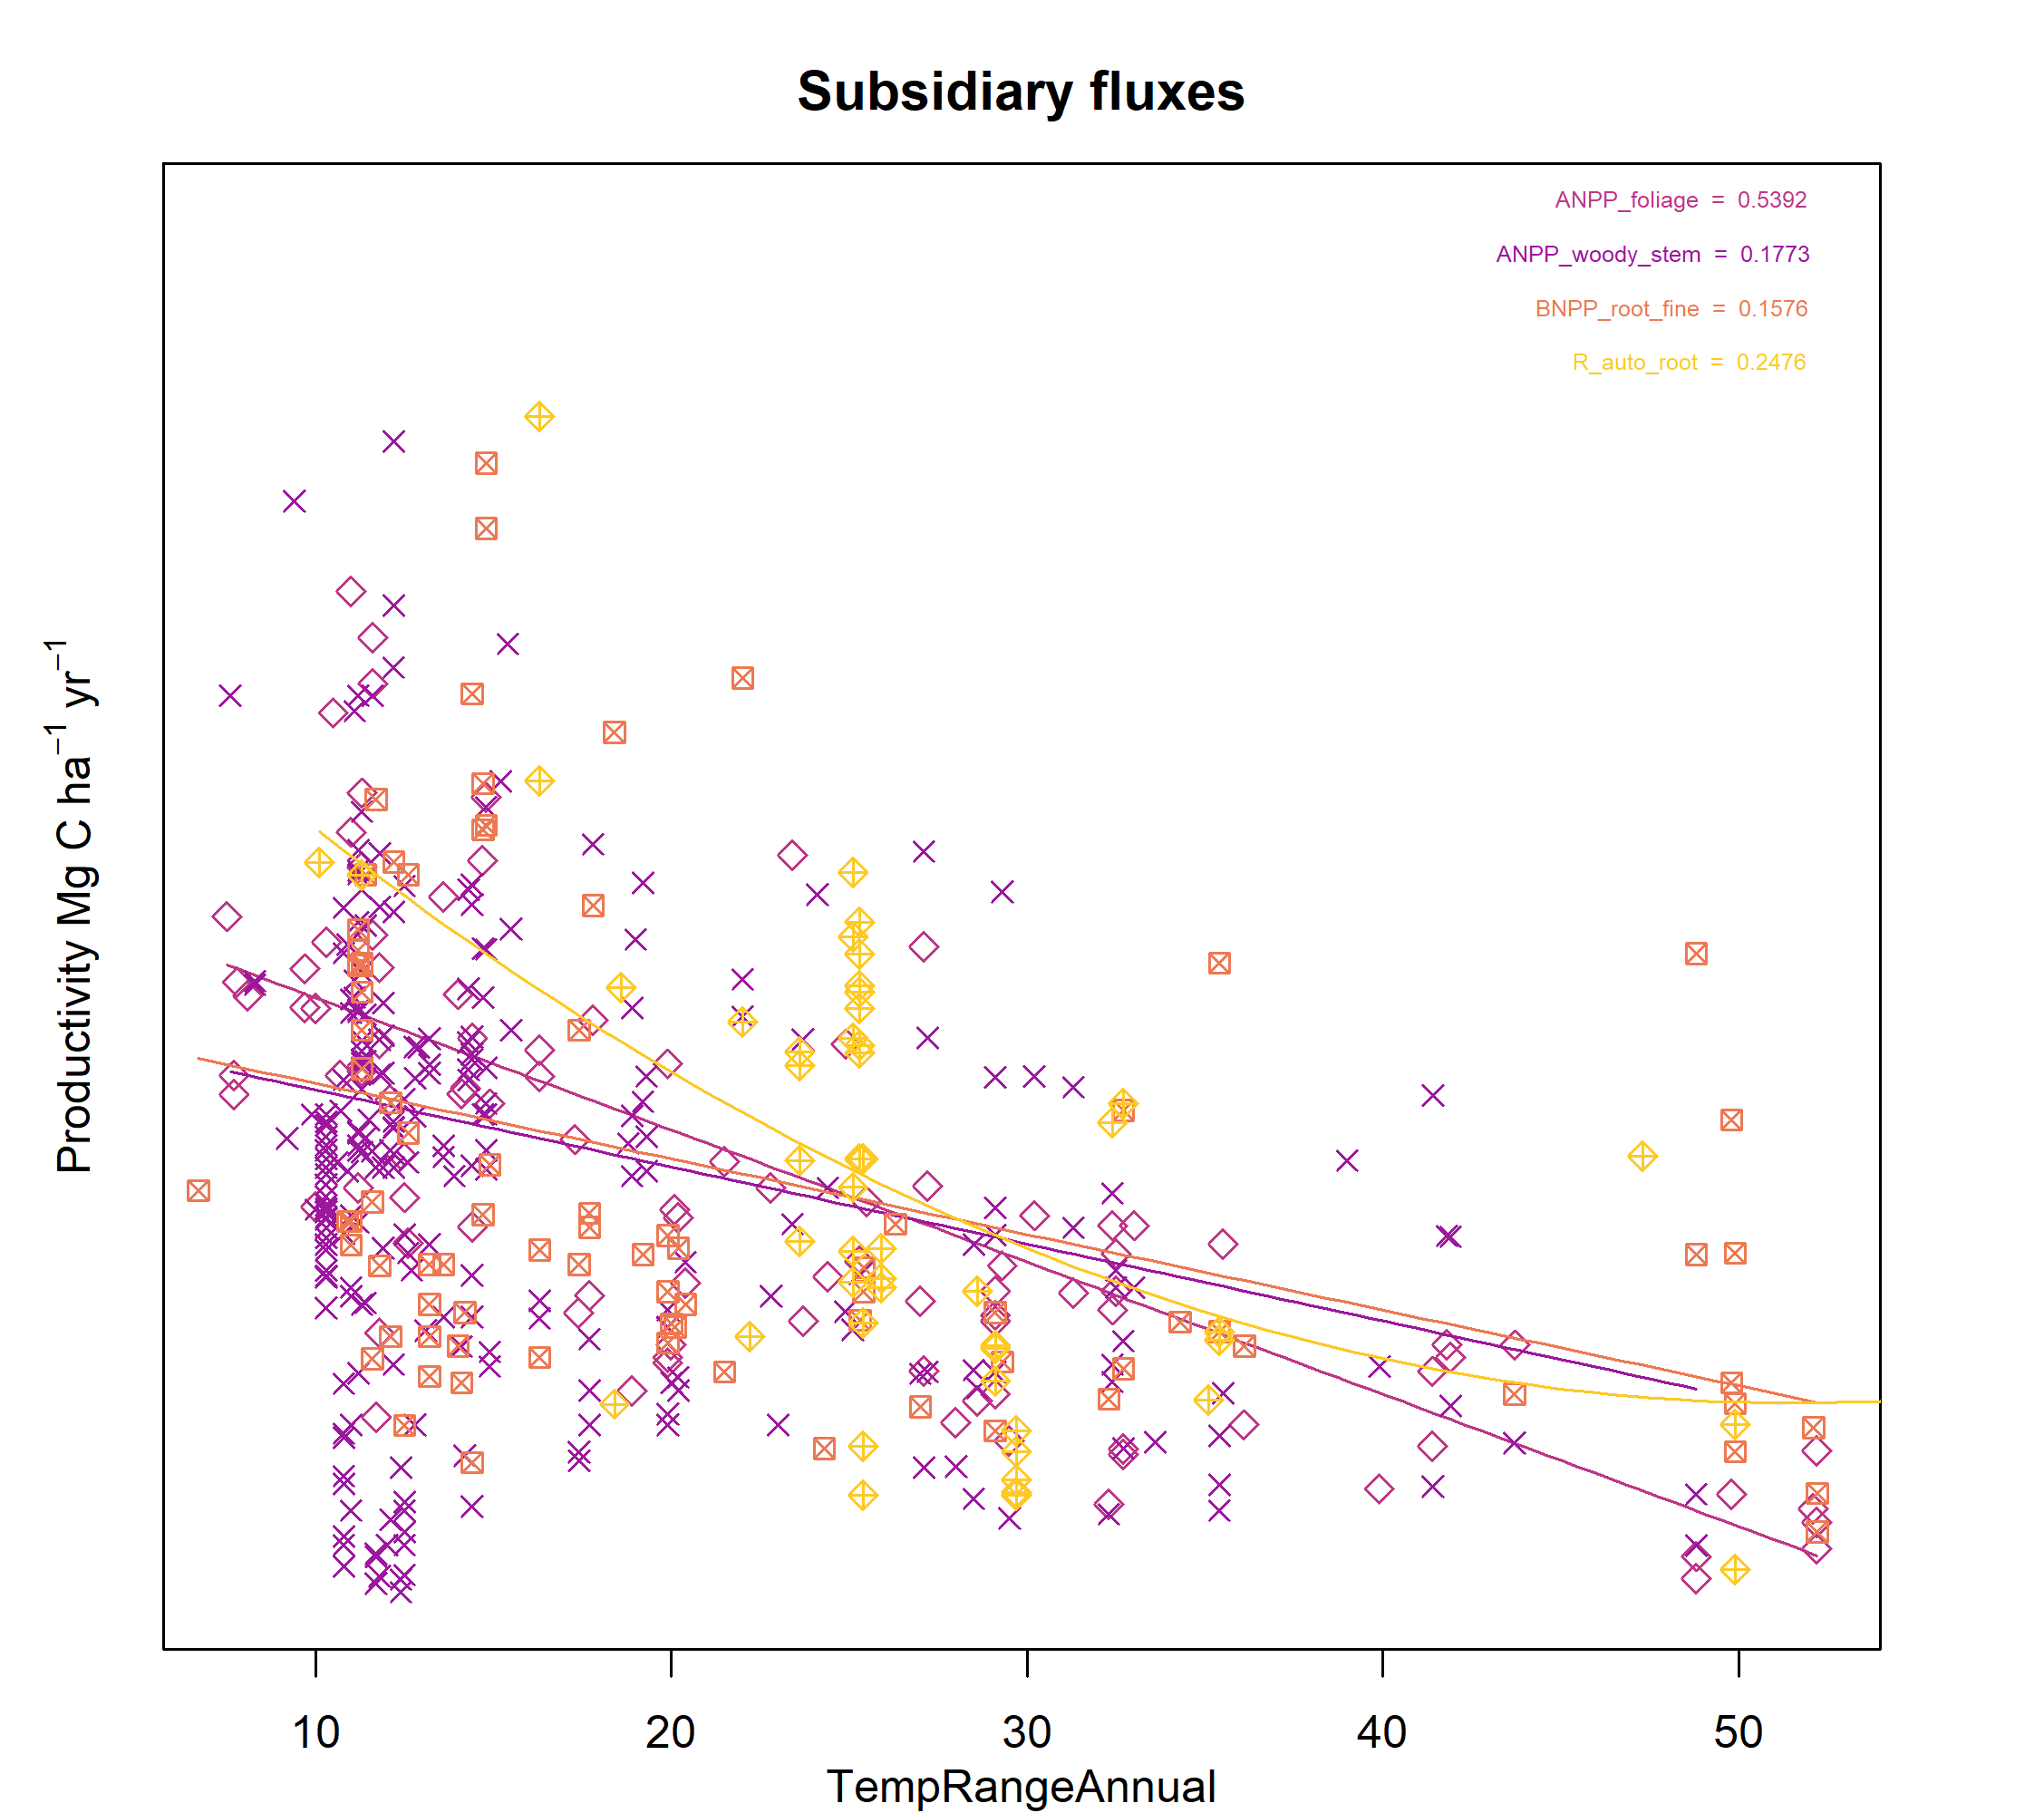 Subsidiary fluxes
ANPP_foliage = 0.5392
ANPP_woody_stem = 0.1773
BNPP_root_fine = 0.1576
R_auto_root = 0.2476
Productivity Mg C ha⁻¹ yr⁻¹
10 20 30 40 50
TempRangeAnnual